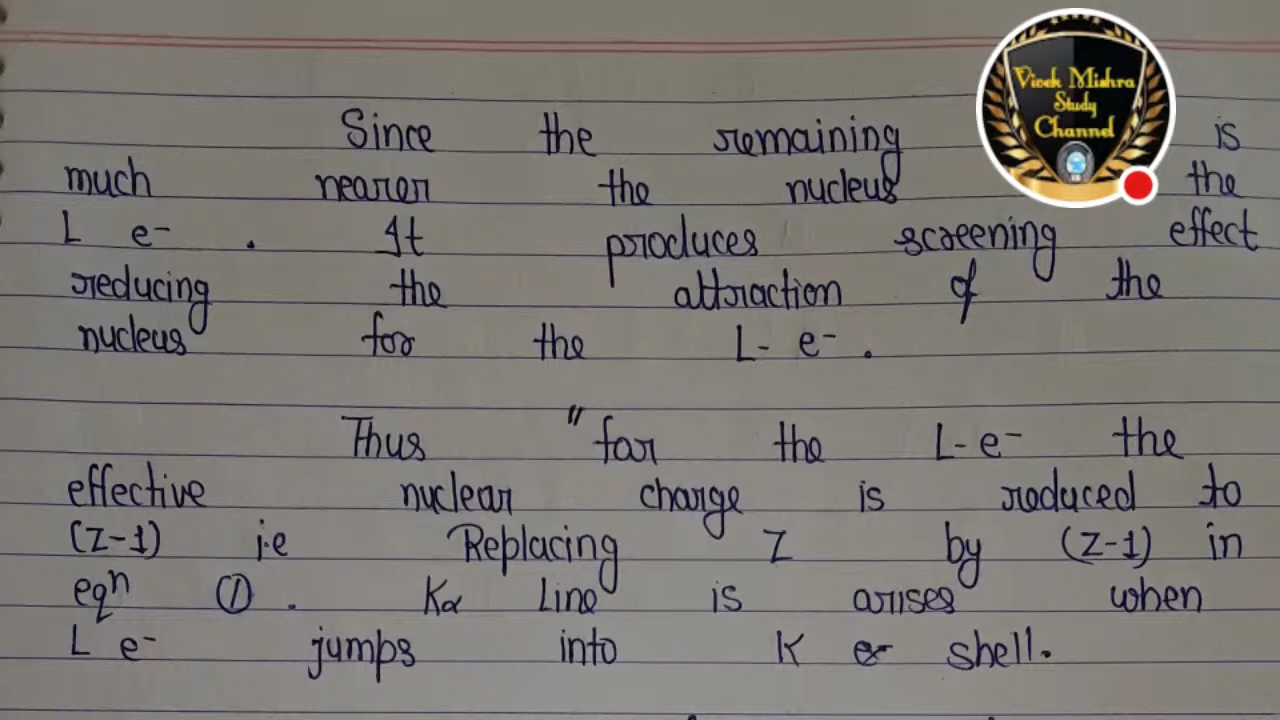 Vivek Mishra
Study
Channel
Since the remaining is
much nearer the nucleus the
L e- . It produces screening effect
reducing the attraction of the
nucleus for the L- e- .
Thus "for the L-e- the
effective nuclear charge is reduced to
(Z-1) i.e Replacing Z by (Z-1) in
eqn ① . Kα Line is arises when
L e- jumps into K shell.